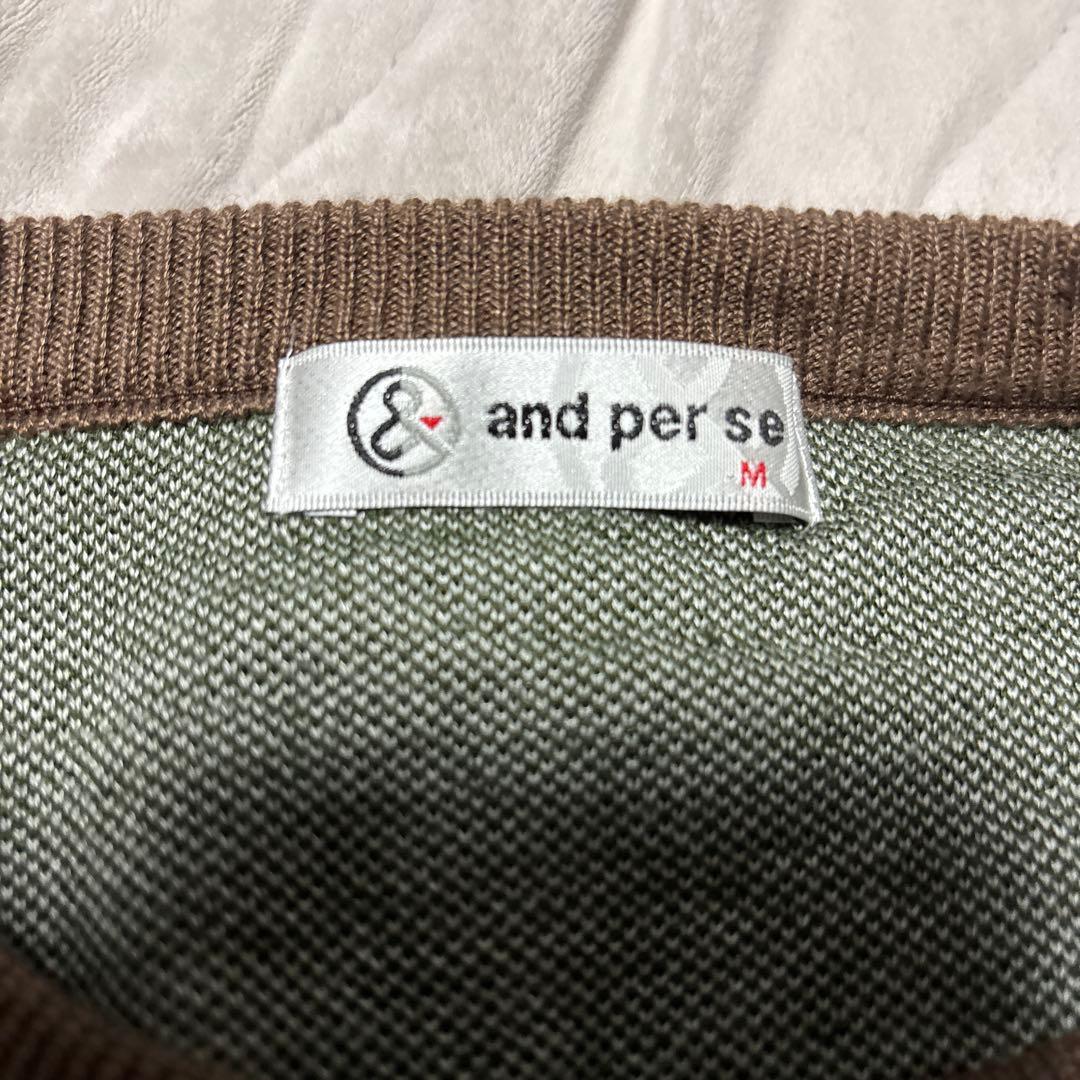 & and per se
M